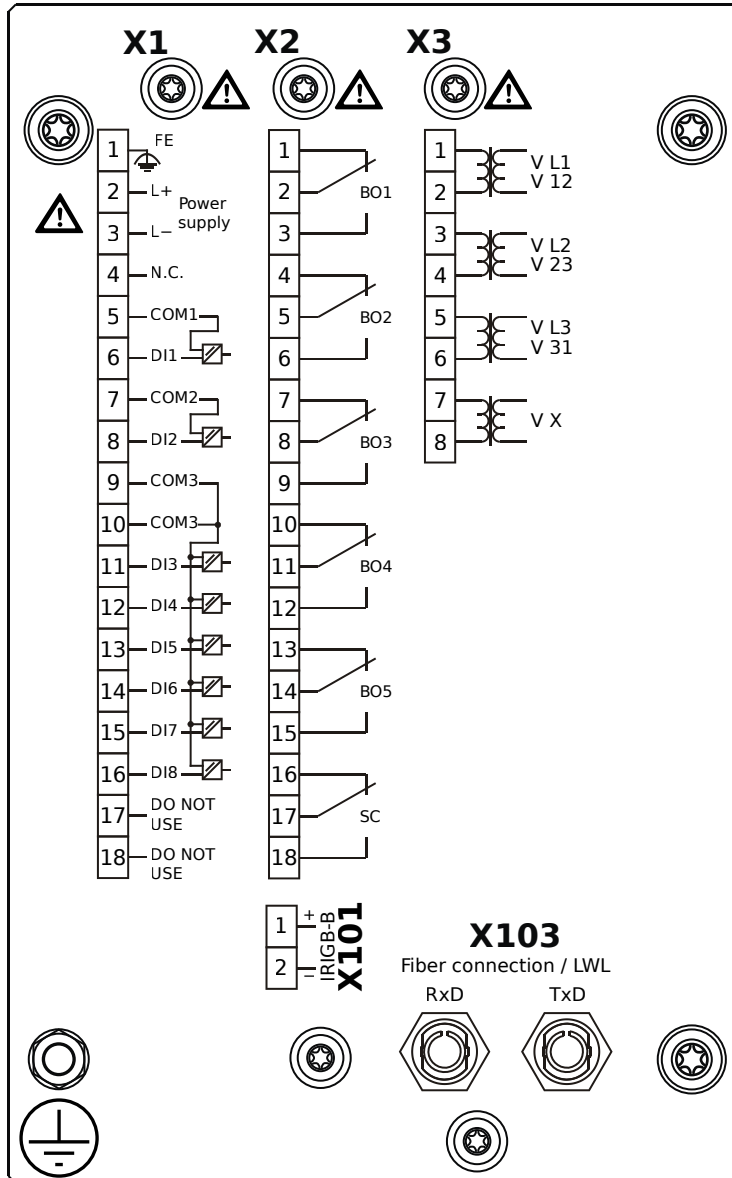 X1
X2
X3
1 FE
2 L+
Power
supply
3 L−
4 N.C.
5 COM1
6 DI1
7 COM2
8 DI2
9 COM3
10 COM3
11 DI3
12 DI4
13 DI5
14 DI6
15 DI7
16 DI8
17 DO NOT
USE
18 DO NOT
USE
1
2 BO1
3
4
5 BO2
6
7
8 BO3
9
10
11 BO4
12
13
14 BO5
15
16
17 SC
18
1 V L1
2 V 12
3 V L2
4 V 23
5 V L3
6 V 31
7 V X
8
1 +
2 −
IRIGB-B
X101
X103
Fiber connection / LWL
RxD
TxD